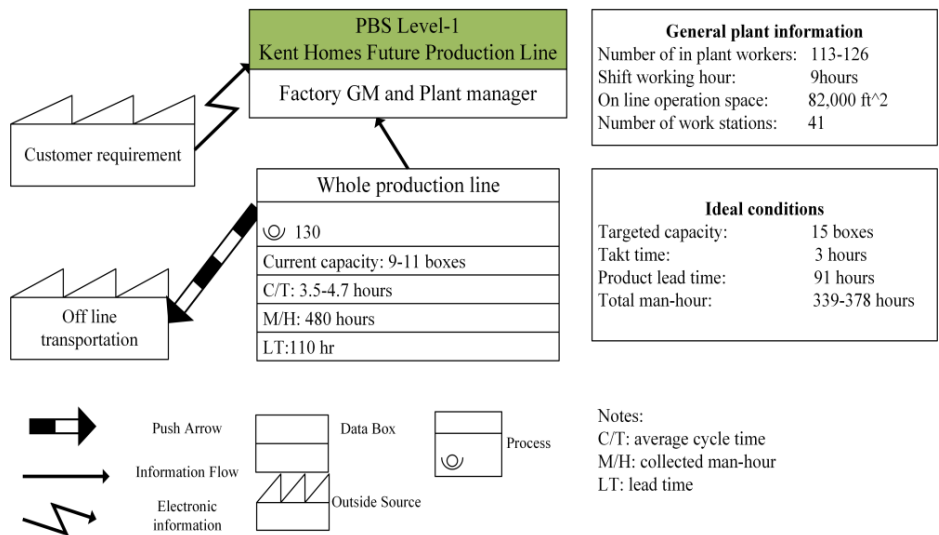 PBS Level-1
Kent Homes Future Production Line
Factory GM and Plant manager
Customer requirement
Whole production line
130
Current capacity: 9-11 boxes
C/T: 3.5-4.7 hours
M/H: 480 hours
LT:110 hr
Off line
transportation
General plant information
Number of in plant workers: 113-126
Shift working hour: 9hours
On line operation space: 82,000 ft^2
Number of work stations: 41
Ideal conditions
Targeted capacity: 15 boxes
Takt time: 3 hours
Product lead time: 91 hours
Total man-hour: 339-378 hours
Push Arrow
Information Flow
Electronic
information
Data Box
Outside Source
Process
Notes:
C/T: average cycle time
M/H: collected man-hour
LT: lead time